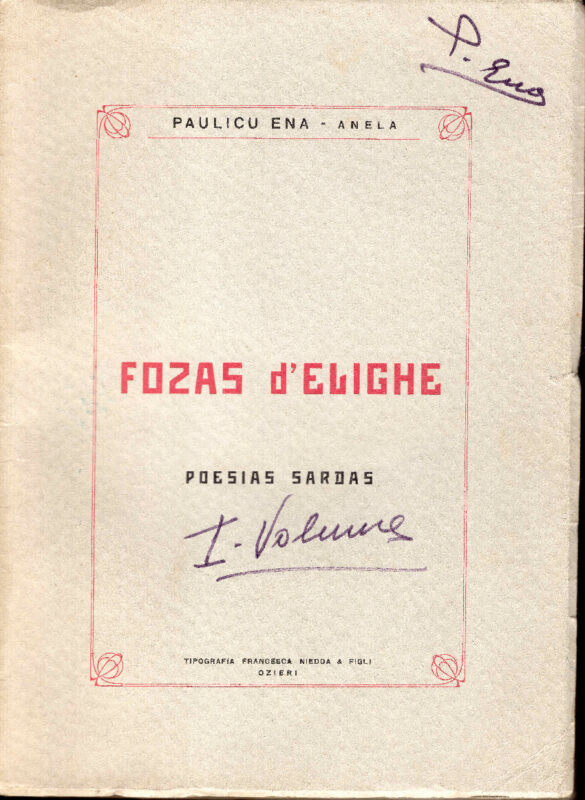 P. Ena
PAULICU ENA - ANELA
FOZAS d'ELIGHE
POESIAS SARDAS
I. Volume
TIPOGRAFIA FRANCESCA NIEDDA & FIGLI
OZIERI